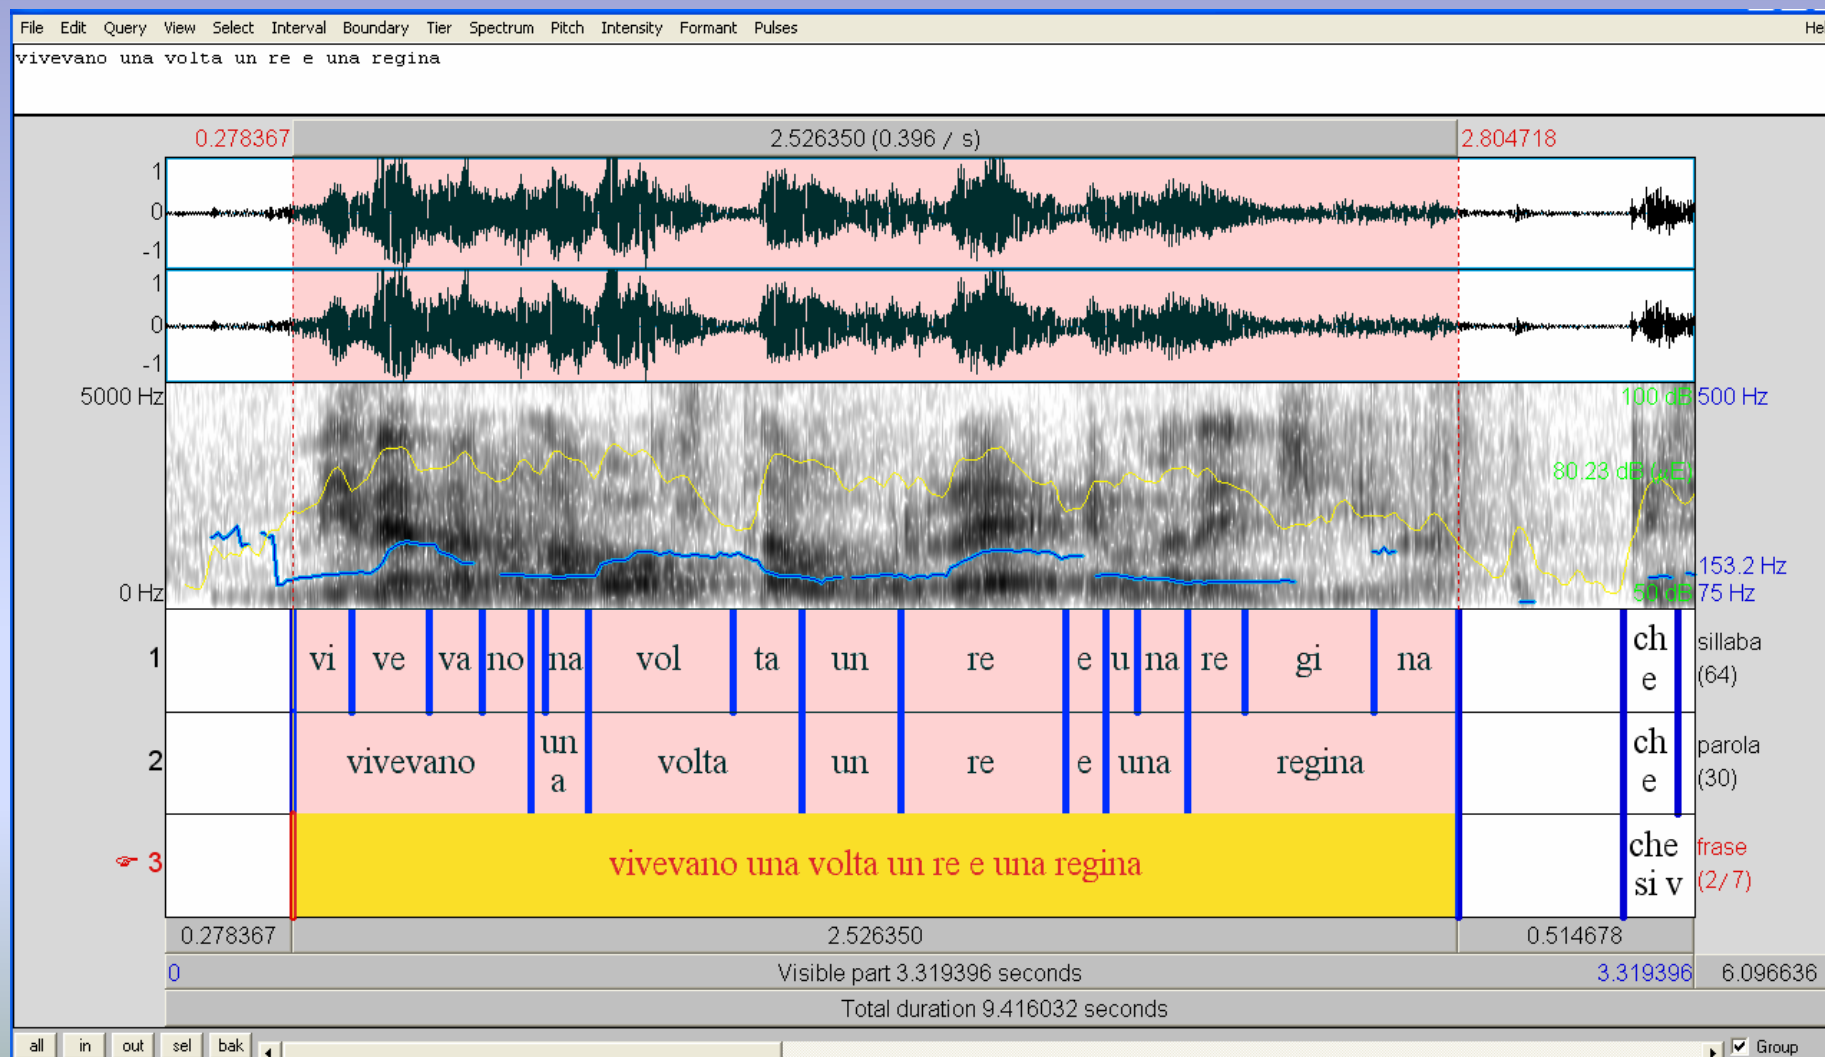 File Edit Query View Select Interval Boundary Tier Spectrum Pitch Intensity Formant Pulses Hel
vivevano una volta un re e una regina
0.278367 2.526350 (0.396 / s) 2.804718
1
0
-1
1
0
-1
5000 Hz 100 dB 500 Hz
80.23 dB (µE)
153.2 Hz
0 Hz 50 dB 75 Hz
1 vi ve va no na vol ta un re e u na re gi na ch e sillaba (64)
2 vivevano un a volta un re e una regina ch e parola (30)
3 vivevano una volta un re e una regina che si v frase (2/7)
0.278367 2.526350 0.514678
0 Visible part 3.319396 seconds 3.319396 6.096636
Total duration 9.416032 seconds
all in out sel bak Group